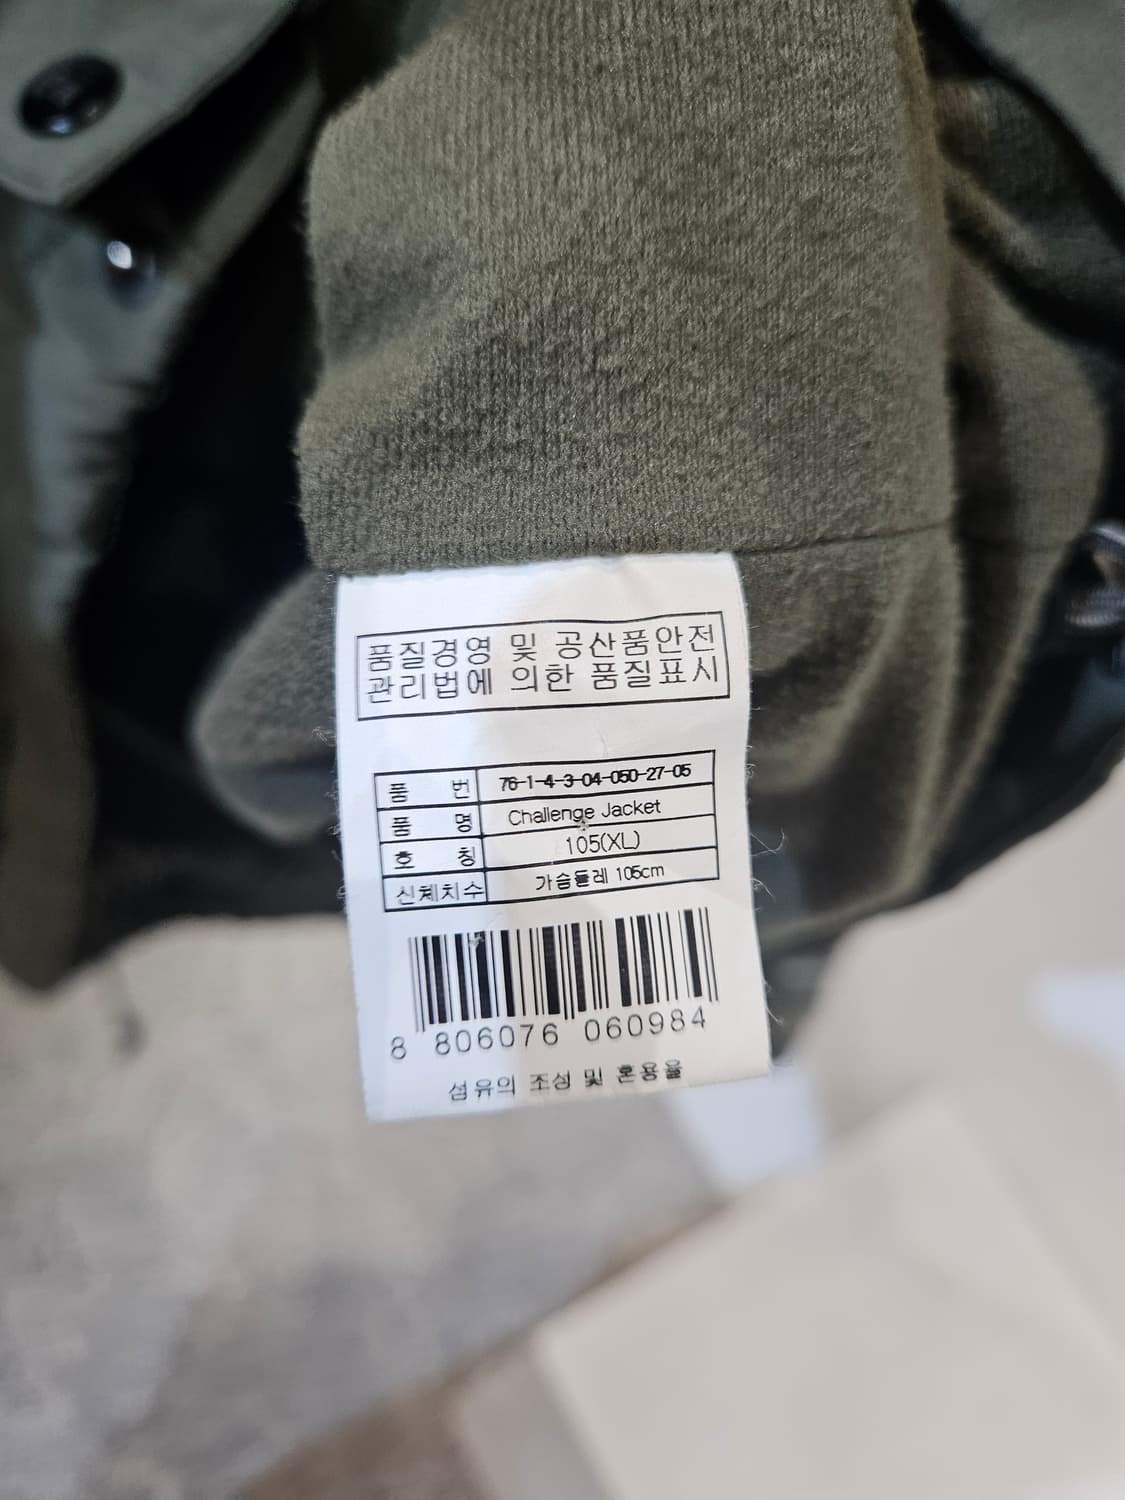 품질경영 및 공산품안전
관리법에 의한 품질표시
품 번 76-1-4-3-04-050-27-05
품 명 Challenge Jacket
호 칭 105(XL)
신체치수 가슴둘레 105cm
8 806076 060984
섬유의 조성 및 혼용율